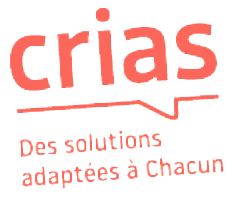 crias
Des solutions
adaptées à Chacun